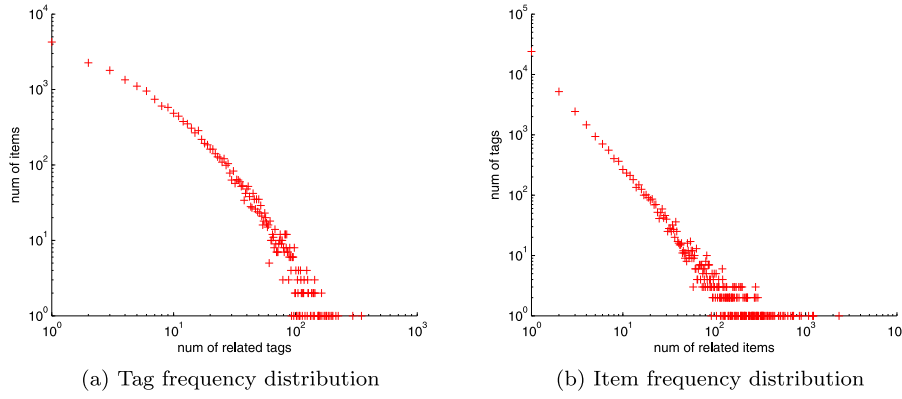 10^4
10^3
10^2
10^1
10^0
num of items
10^0 10^1 10^2 10^3
num of related tags
(a) Tag frequency distribution
10^5
10^4
10^3
10^2
10^1
10^0
num of tags
10^0 10^1 10^2 10^3 10
num of related items
(b) Item frequency distribution